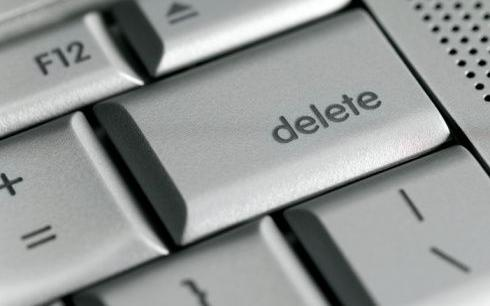 F12
delete
+
=
|
\
}